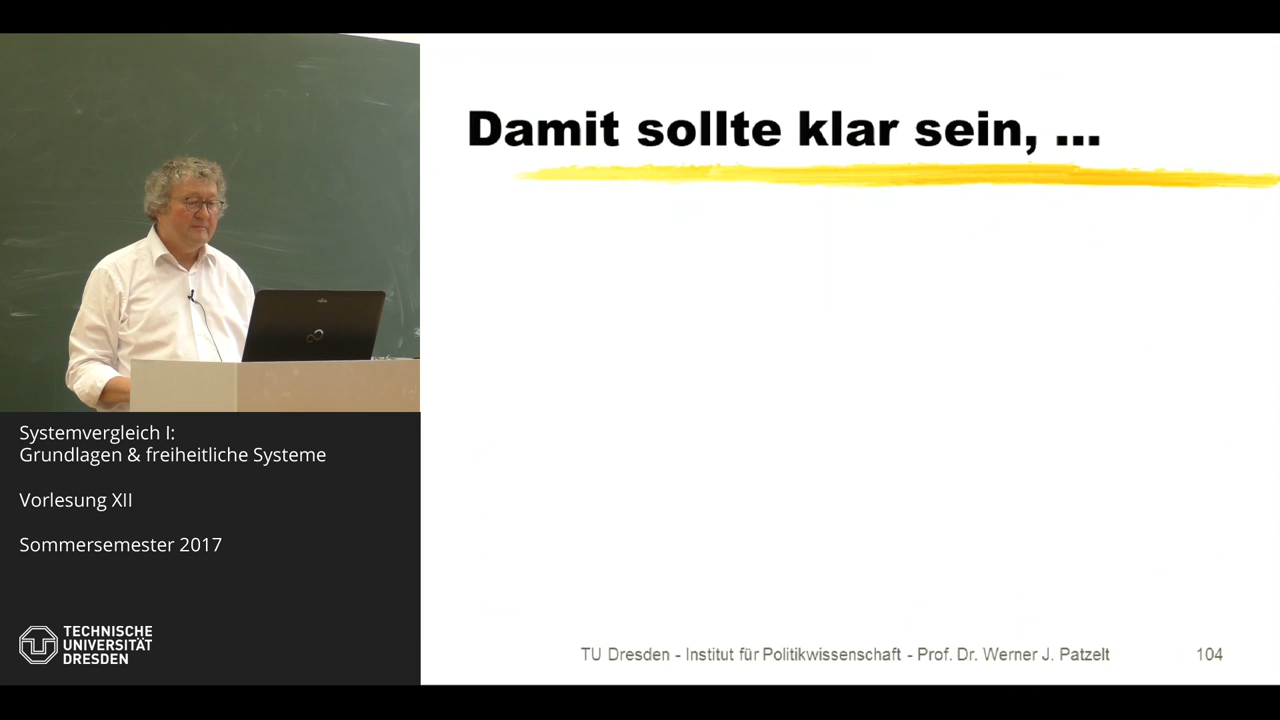 Damit sollte klar sein, ...
Systemvergleich I:
Grundlagen & freiheitliche Systeme
Vorlesung XII
Sommersemester 2017
TECHNISCHE
UNIVERSITÄT
DRESDEN
TU Dresden - Institut für Politikwissenschaft - Prof. Dr. Werner J. Patzelt
104